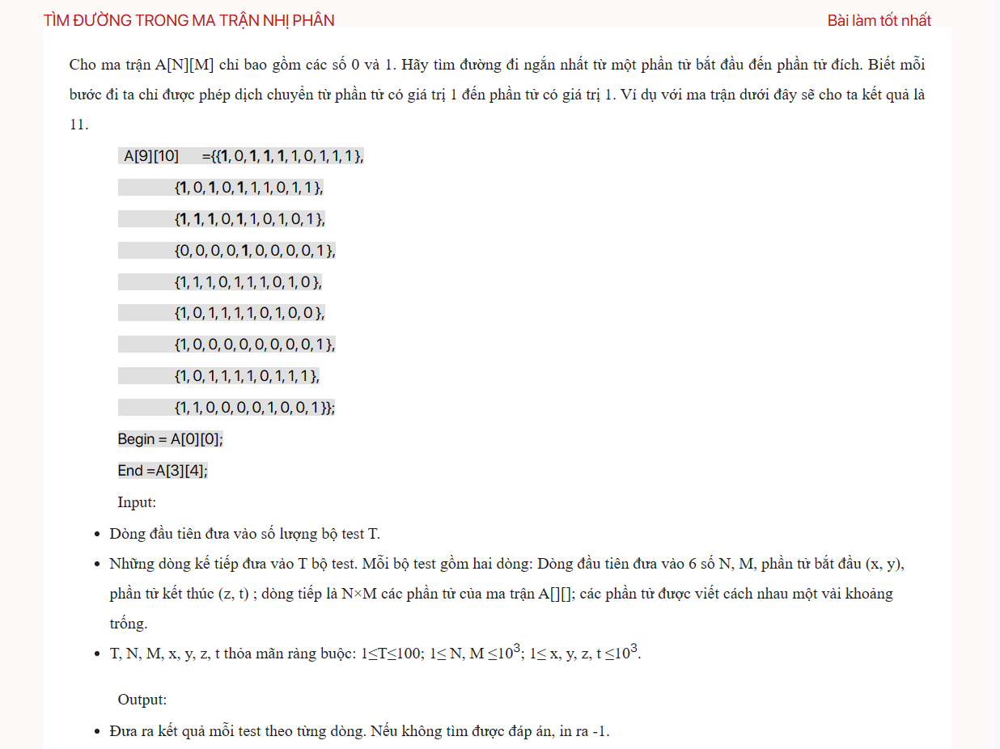 TÌM ĐƯỜNG TRONG MA TRẬN NHỊ PHÂN
Bài làm tốt nhất
Cho ma trận A[N][M] chỉ bao gồm các số 0 và 1. Hãy tìm đường đi ngắn nhất từ một phần tử bắt đầu đến phần tử đích. Biết mỗi
bước đi ta chỉ được phép dịch chuyển từ phần tử có giá trị 1 đến phần tử có giá trị 1. Ví dụ với ma trận dưới đây sẽ cho ta kết quả là
11.
A[9][10] ={{1, 0, 1, 1, 1, 1, 0, 1, 1, 1 },
{1, 0, 1, 0, 1, 1, 1, 0, 1, 1 },
{1, 1, 1, 0, 1, 1, 0, 1, 0, 1 },
{0, 0, 0, 0, 1, 0, 0, 0, 0, 1 },
{1, 1, 1, 0, 1, 1, 1, 0, 1, 0 },
{1, 0, 1, 1, 1, 1, 0, 1, 0, 0 },
{1, 0, 0, 0, 0, 0, 0, 0, 0, 1 },
{1, 0, 1, 1, 1, 1, 0, 1, 1, 1 },
{1, 1, 0, 0, 0, 0, 1, 0, 0, 1 }};
Begin = A[0][0];
End =A[3][4];
Input:
• Dòng đầu tiên đưa vào số lượng bộ test T.
• Những dòng kế tiếp đưa vào T bộ test. Mỗi bộ test gồm hai dòng: Dòng đầu tiên đưa vào 6 số N, M, phần tử bắt đầu (x, y),
phần tử kết thúc (z, t) ; dòng tiếp là N×M các phần tử của ma trận A[][]; các phần tử được viết cách nhau một vài khoảng
trống.
• T, N, M, x, y, z, t thỏa mãn ràng buộc: 1≤T≤100; 1≤ N, M ≤10³; 1≤ x, y, z, t ≤10³.
Output:
• Đưa ra kết quả mỗi test theo từng dòng. Nếu không tìm được đáp án, in ra -1.